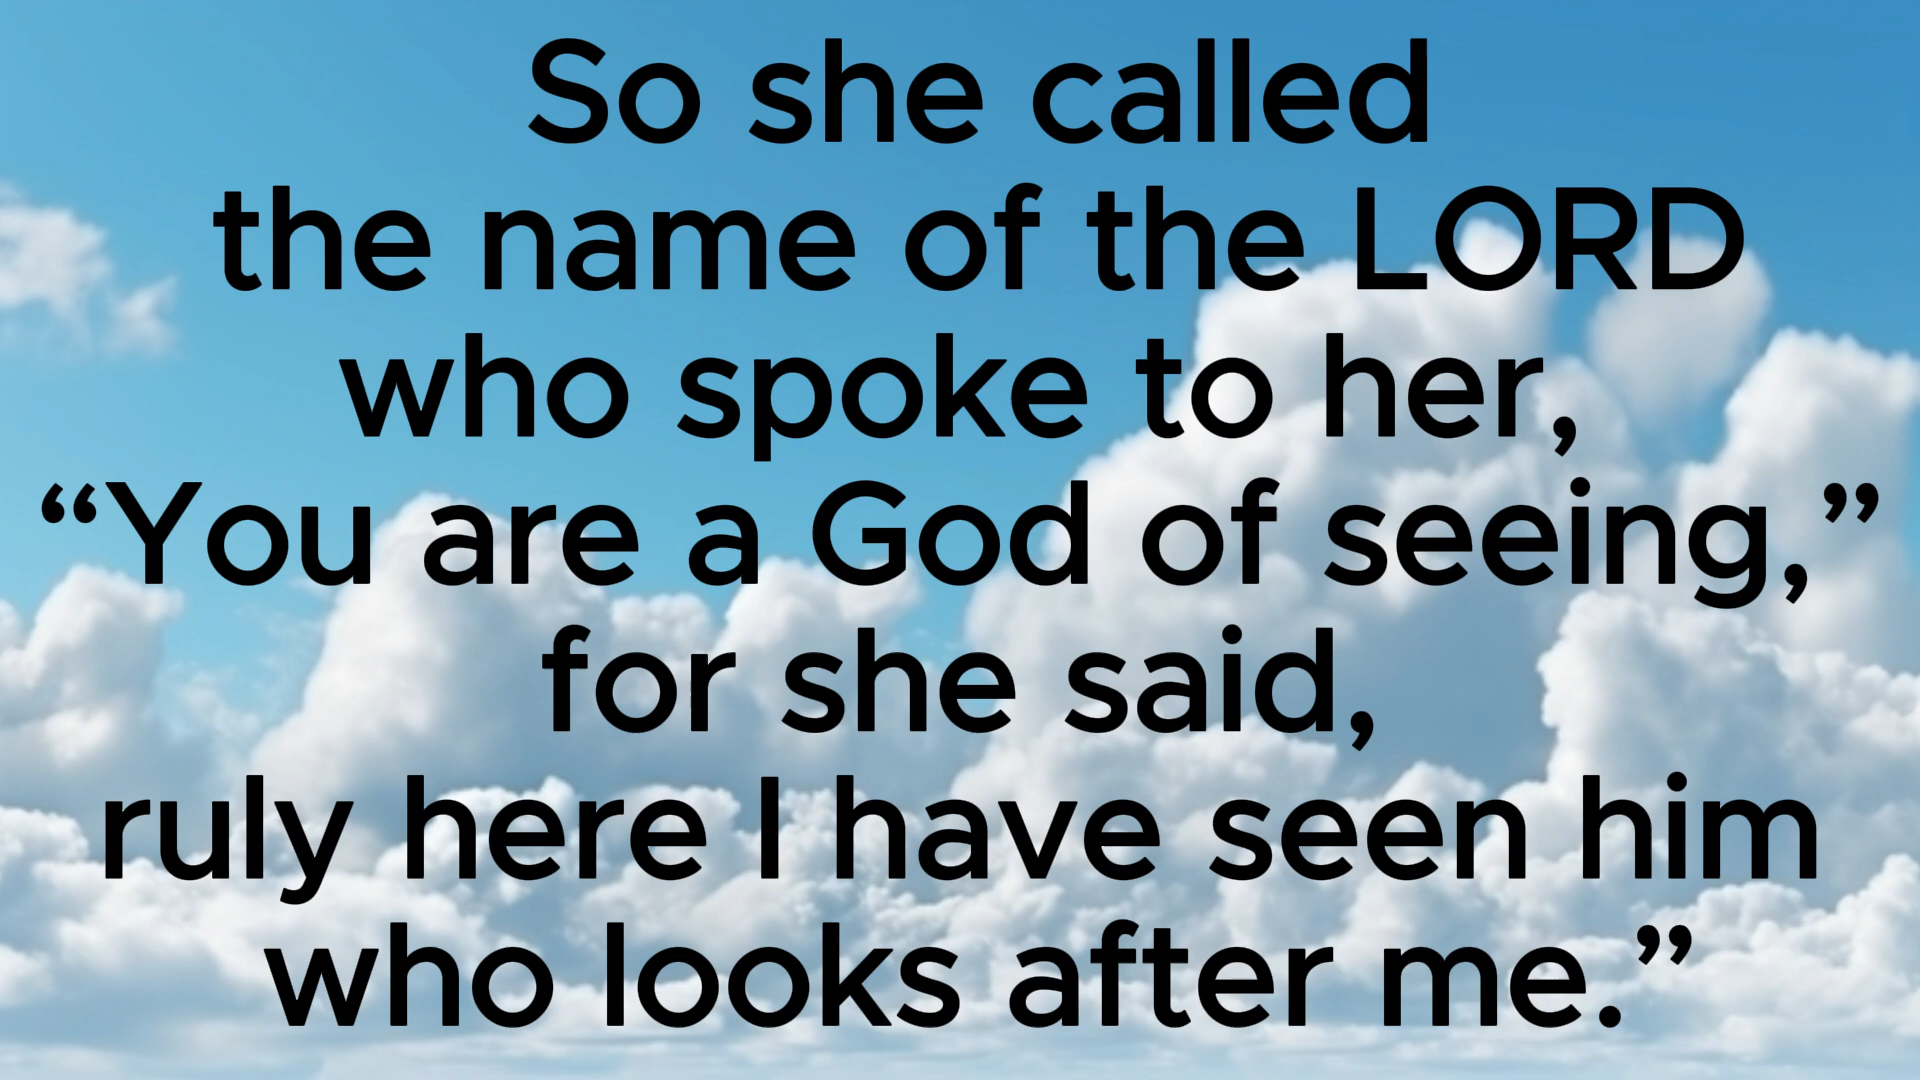 So she called
the name of the LORD
who spoke to her,
“You are a God of seeing,”
for she said,
ruly here I have seen him
who looks after me.”